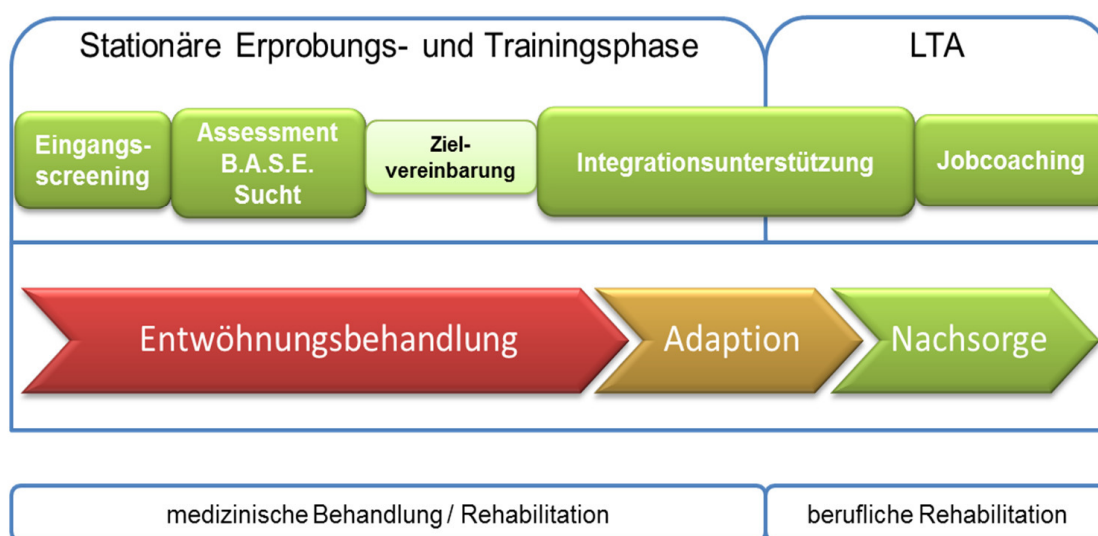 Stationäre Erprobungs- und Trainingsphase
LTA
Eingangs-
screening
Assessment
B.A.S.E.
Sucht
Ziel-
vereinbarung
Integrationsunterstützung
Jobcoaching
Entwöhnungsbehandlung
Adaption
Nachsorge
medizinische Behandlung / Rehabilitation
berufliche Rehabilitation